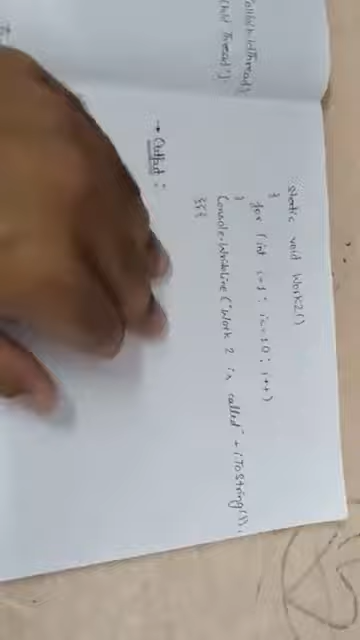 static void Work2()
{
for (int i=1; i<=10; i++)
{
Console.WriteLine("Work 2 is called" + i.ToString());
}}}
→ Output: